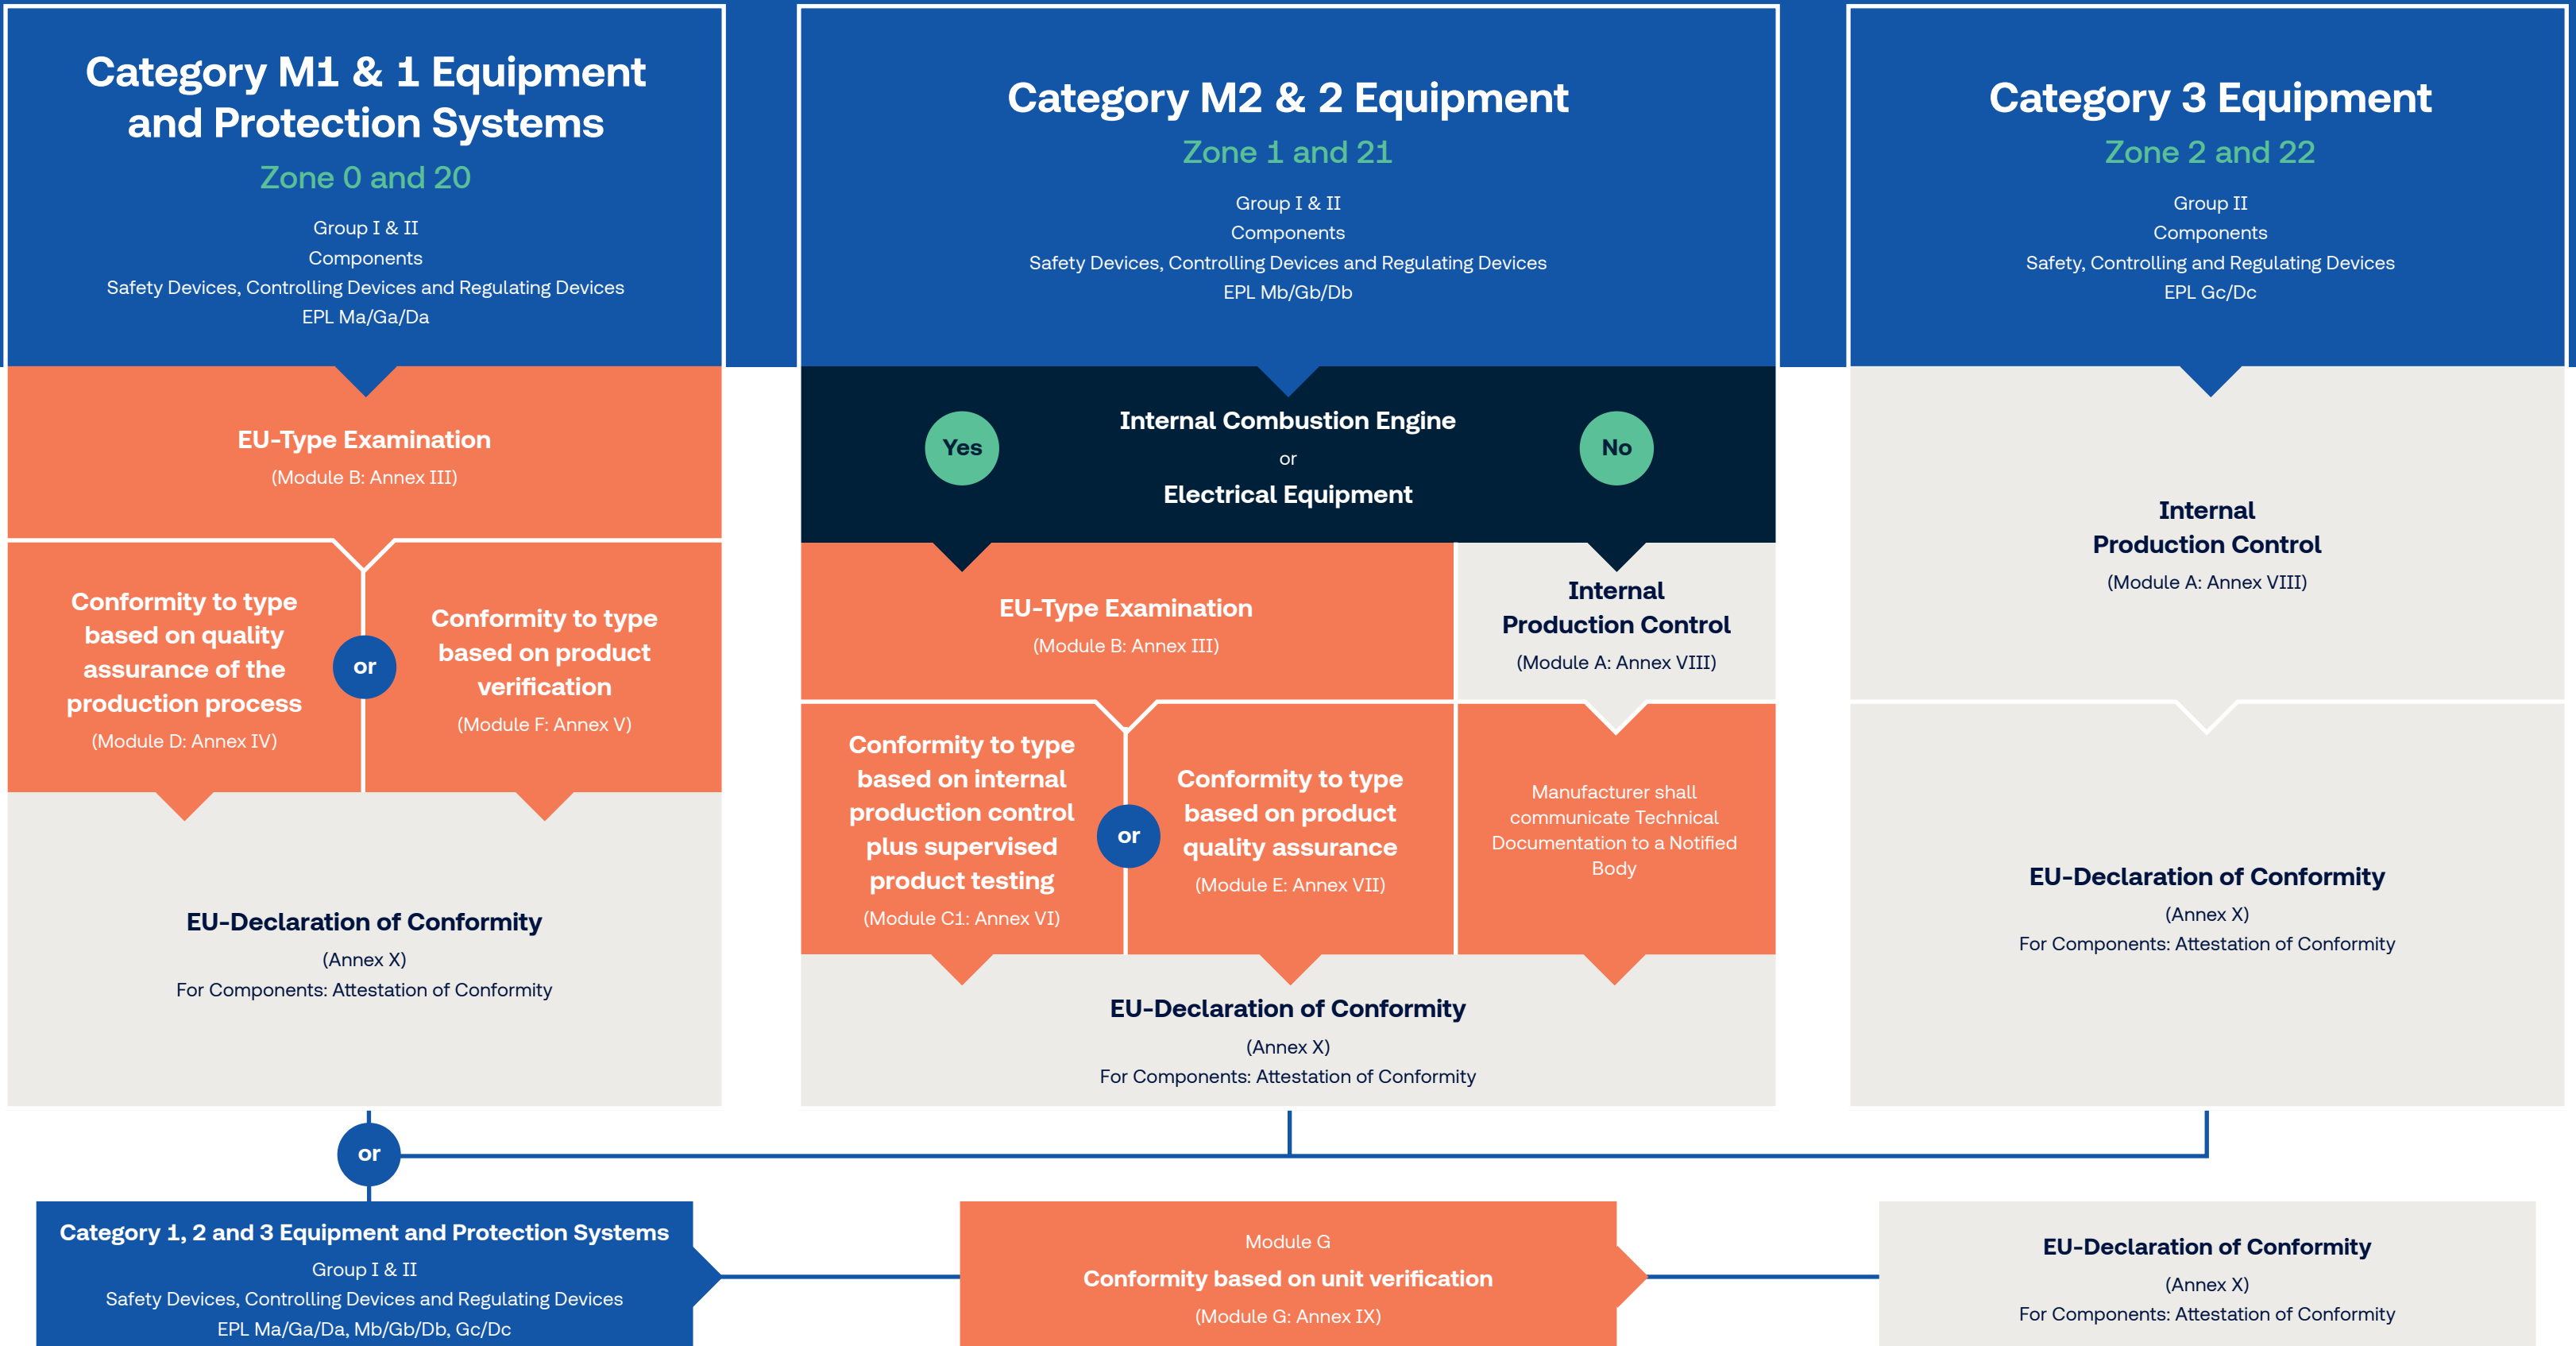 Category M1 & 1 Equipment
and Protection Systems
Zone 0 and 20
Group I & II
Components
Safety Devices, Controlling Devices and Regulating Devices
EPL Ma/Ga/Da
EU-Type Examination
(Module B: Annex III)
Conformity to type
based on quality
assurance of the
production process
(Module D: Annex IV)
or
Conformity to type
based on product
verification
(Module F: Annex V)
EU-Declaration of Conformity
(Annex X)
For Components: Attestation of Conformity
Category M2 & 2 Equipment
Zone 1 and 21
Group I & II
Components
Safety Devices, Controlling Devices and Regulating Devices
EPL Mb/Gb/Db
Yes
Internal Combustion Engine
or
Electrical Equipment
No
EU-Type Examination
(Module B: Annex III)
Internal
Production Control
(Module A: Annex VIII)
Conformity to type
based on internal
production control
plus supervised
product testing
(Module C1: Annex VI)
or
Conformity to type
based on product
quality assurance
(Module E: Annex VII)
Manufacturer shall
communicate Technical
Documentation to a Notified
Body
EU-Declaration of Conformity
(Annex X)
For Components: Attestation of Conformity
Category 3 Equipment
Zone 2 and 22
Group II
Components
Safety, Controlling and Regulating Devices
EPL Gc/Dc
Internal
Production Control
(Module A: Annex VIII)
EU-Declaration of Conformity
(Annex X)
For Components: Attestation of Conformity
or
Category 1, 2 and 3 Equipment and Protection Systems
Group I & II
Safety Devices, Controlling Devices and Regulating Devices
EPL Ma/Ga/Da, Mb/Gb/Db, Gc/Dc
Module G
Conformity based on unit verification
(Module G: Annex IX)
EU-Declaration of Conformity
(Annex X)
For Components: Attestation of Conformity